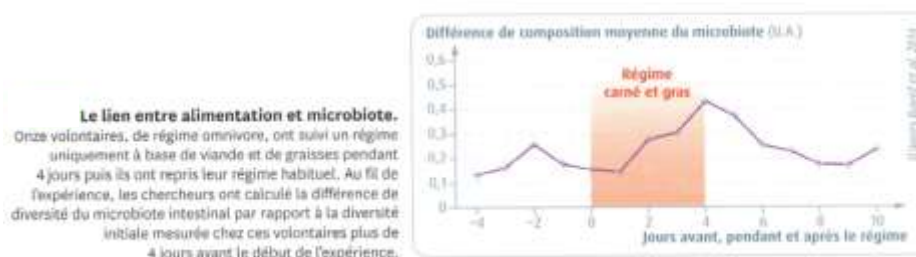 Le lien entre alimentation et microbiote.
Onze volontaires, de régime omnivore, ont suivi un régime
uniquement à base de viande et de graisses pendant
4 jours puis ils ont repris leur régime habituel. Au fil de
l'expérience, les chercheurs ont calculé la différence de
diversité du microbiote intestinal par rapport à la diversité
initiale mesurée chez ces volontaires plus de
4 jours avant le début de l'expérience.
Différence de composition moyenne du microbiote (U.A.)
0,6
0,5
0,4
0,3
0,2
0,1
Régime
carné et gras
-4 -2 0 2 4 6 8 10
Jours avant, pendant et après le régime
et al. 2014